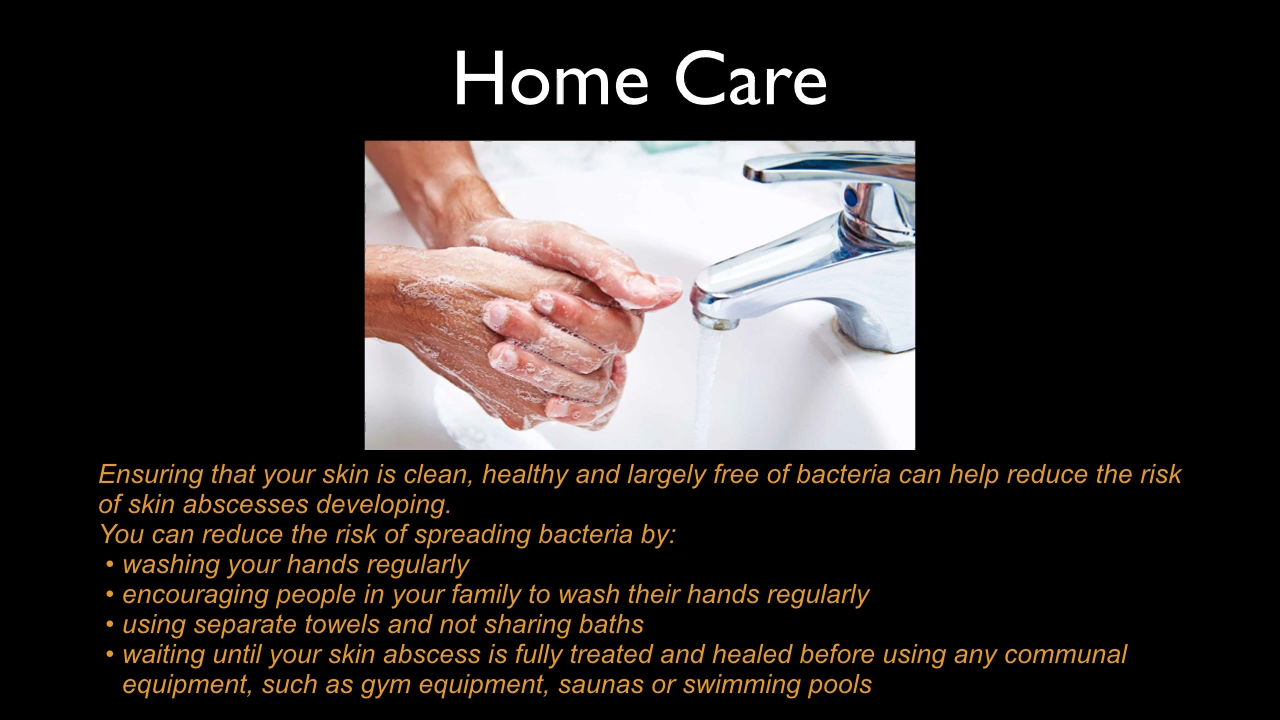 Home Care
Ensuring that your skin is clean, healthy and largely free of bacteria can help reduce the risk
of skin abscesses developing.
You can reduce the risk of spreading bacteria by:
• washing your hands regularly
• encouraging people in your family to wash their hands regularly
• using separate towels and not sharing baths
• waiting until your skin abscess is fully treated and healed before using any communal
equipment, such as gym equipment, saunas or swimming pools